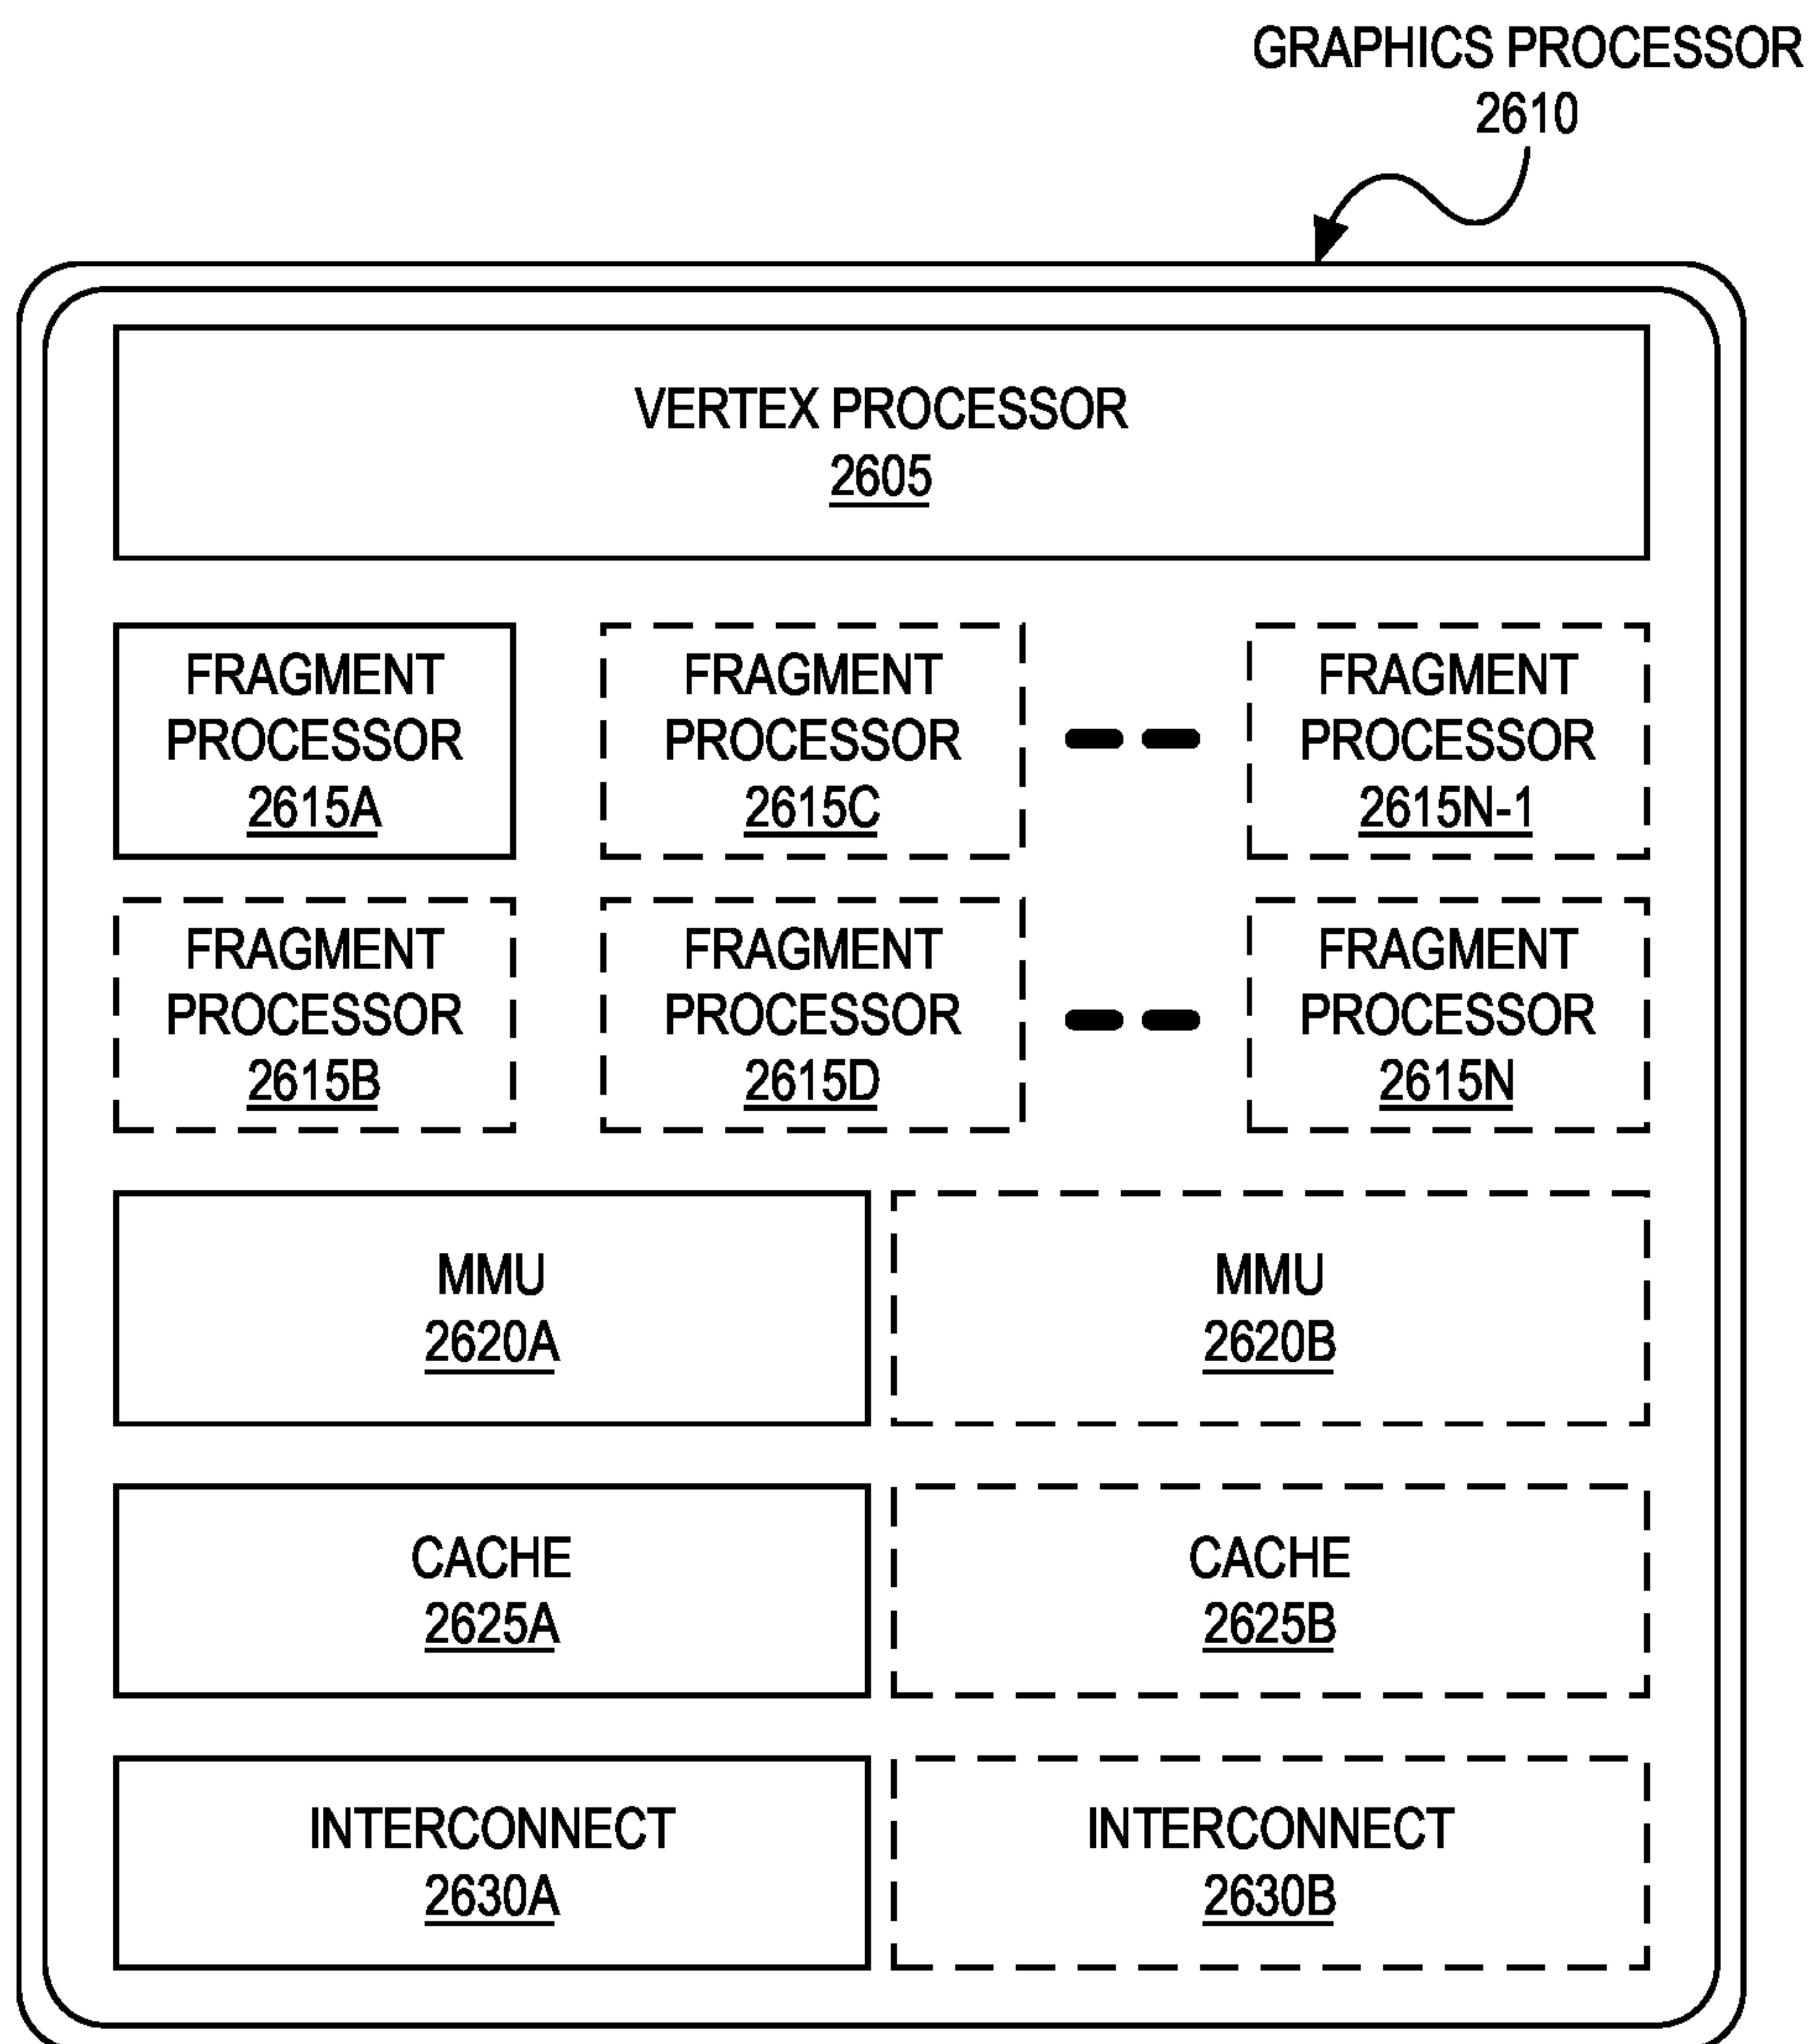 GRAPHICS PROCESSOR
2610
VERTEX PROCESSOR
2605
FRAGMENT
PROCESSOR
2615A
FRAGMENT
PROCESSOR
2615C
FRAGMENT
PROCESSOR
2615N-1
FRAGMENT
PROCESSOR
2615B
FRAGMENT
PROCESSOR
2615D
FRAGMENT
PROCESSOR
2615N
MMU
2620A
MMU
2620B
CACHE
2625A
CACHE
2625B
INTERCONNECT
2630A
INTERCONNECT
2630B